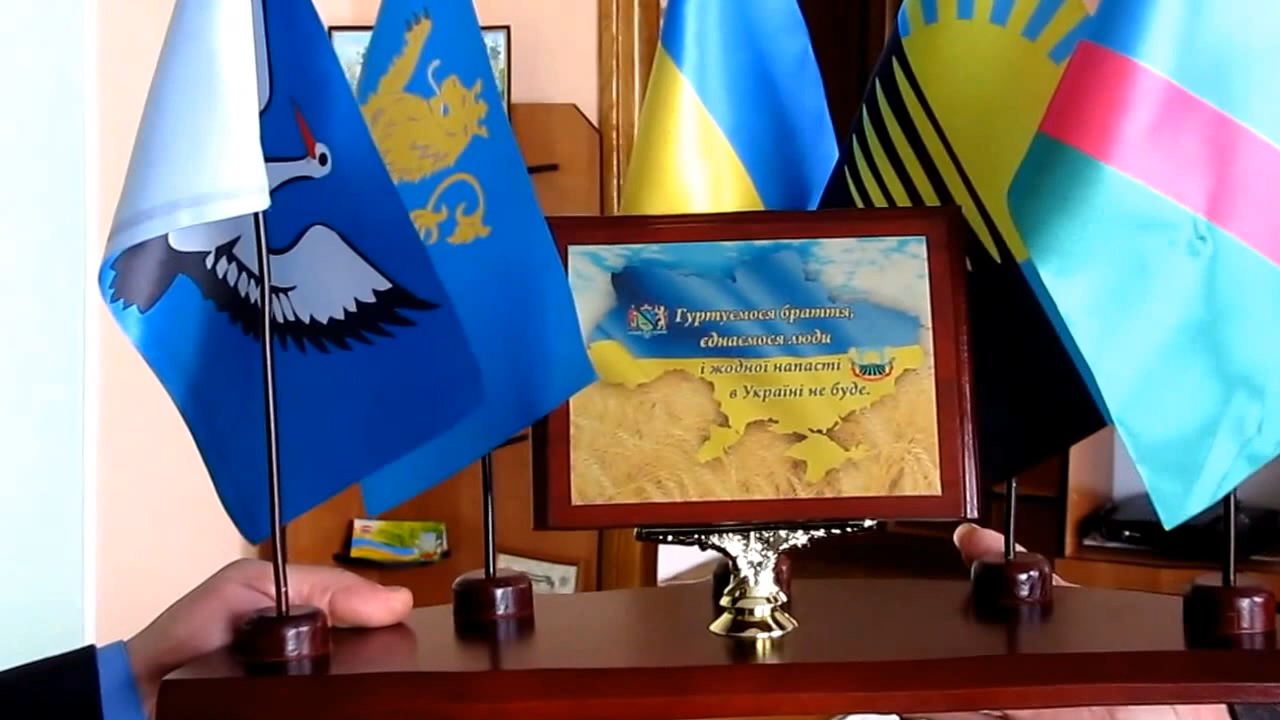 Гуртуємося браття,
єднаємося люди
і жодної напасті
в Україні не буде.